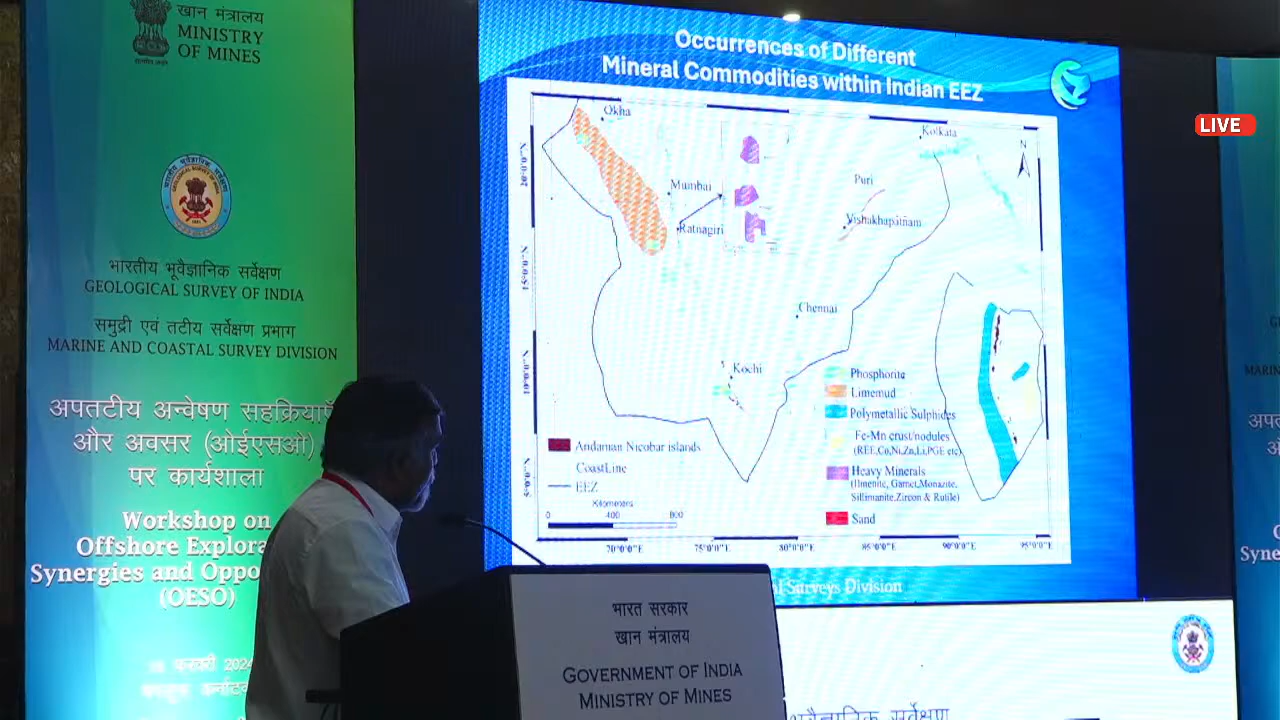 खान मंत्रालय
MINISTRY
OF MINES
भारतीय भूवैज्ञानिक सर्वेक्षण
GEOLOGICAL SURVEY OF INDIA
समुद्री एवं तटीय सर्वेक्षण प्रभाग
MARINE AND COASTAL SURVEY DIVISION
अपतटीय अन्वेषण सहक्रियाएँ
और अवसर (ओईएसओ)
पर कार्यशाला
Workshop on
Offshore Explora
Synergies and Oppo
(OESO)
फरवरी 2024
Occurrences of Different
Mineral Commodities within Indian EEZ
LIVE
Okha
Kolkata
N
Mumbai
Puri
Ratnagiri
Vishakhapatnam
Chennai
Kochi
Phosphorite
Limemud
Polymetallic Sulphides
Fe-Mn crust/nodules
(REE,Co,Ni,Zn,Li,PGE etc)
Heavy Minerals
(Ilmenite, Garnet,Monazite,
Sillimanite,Zircon & Rutile)
Sand
Andaman Nicobar islands
CoastLine
EEZ
Kilometers
0 400 800
70°0'0"E 75°0'0"E 80°0'0"E 85°0'0"E 90°0'0"E 95°0'0"E
l Surveys Division
भारत सरकार
खान मंत्रालय
GOVERNMENT OF INDIA
MINISTRY OF MINES